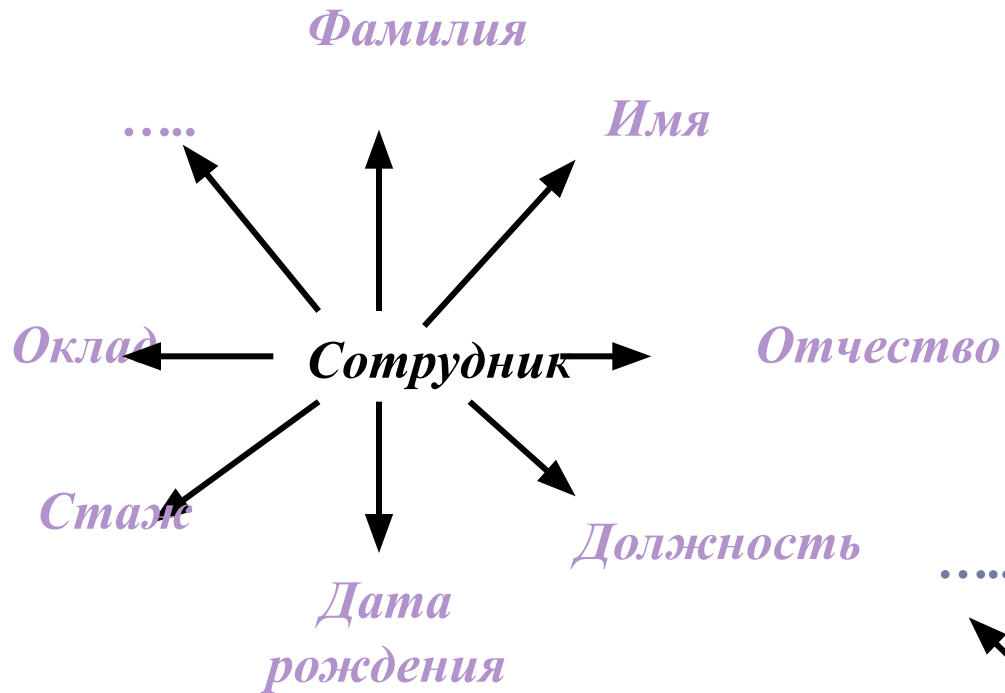 Фамилия
…..
Имя
Оклад
Сотрудник
Отчество
Стаж
Должность
…..
Дата
рождения